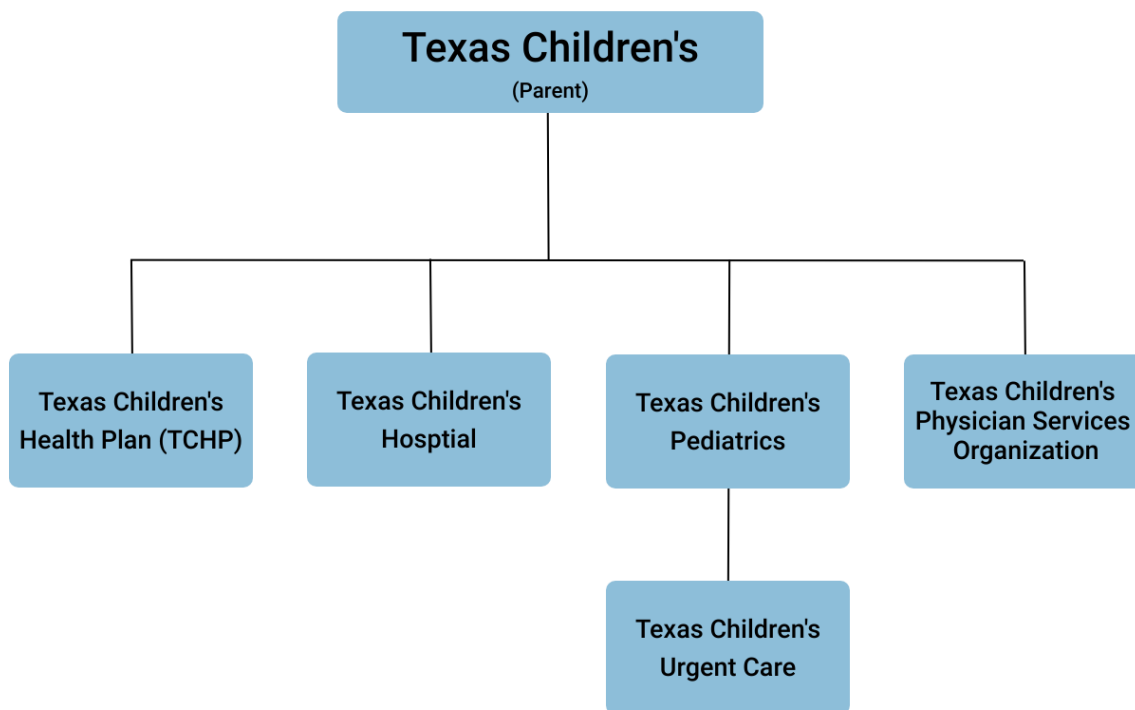 Texas Children's
(Parent)
Texas Children's
Health Plan (TCHP)
Texas Children's
Hosptial
Texas Children's
Pediatrics
Texas Children's
Physician Services
Organization
Texas Children's
Urgent Care